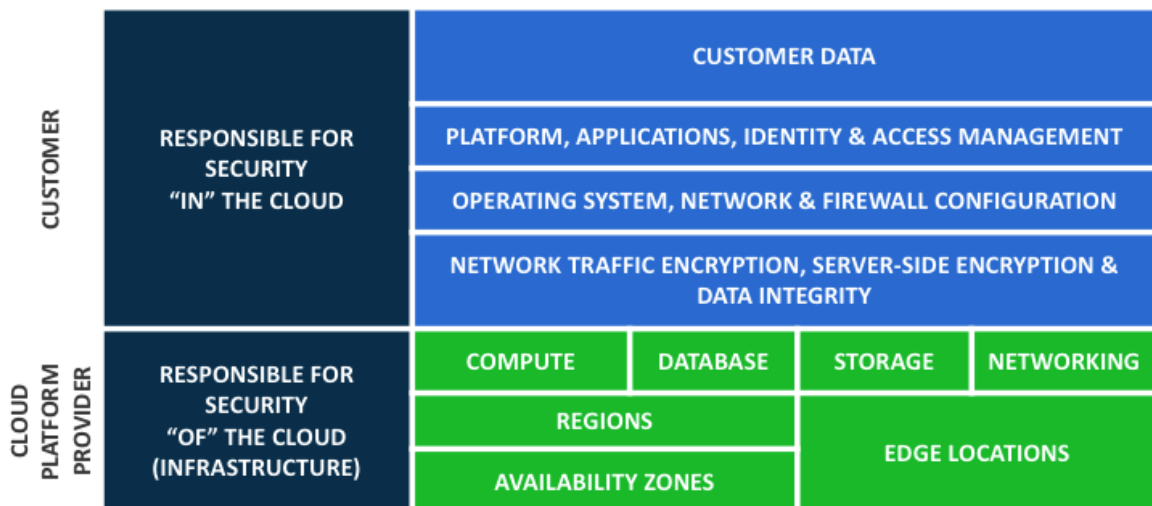 CUSTOMER
RESPONSIBLE FOR
SECURITY
“IN” THE CLOUD
CUSTOMER DATA
PLATFORM, APPLICATIONS, IDENTITY & ACCESS MANAGEMENT
OPERATING SYSTEM, NETWORK & FIREWALL CONFIGURATION
NETWORK TRAFFIC ENCRYPTION, SERVER-SIDE ENCRYPTION &
DATA INTEGRITY
CLOUD
PLATFORM
PROVIDER
RESPONSIBLE FOR
SECURITY
“OF” THE CLOUD
(INFRASTRUCTURE)
COMPUTE
DATABASE
STORAGE
NETWORKING
REGIONS
EDGE LOCATIONS
AVAILABILITY ZONES